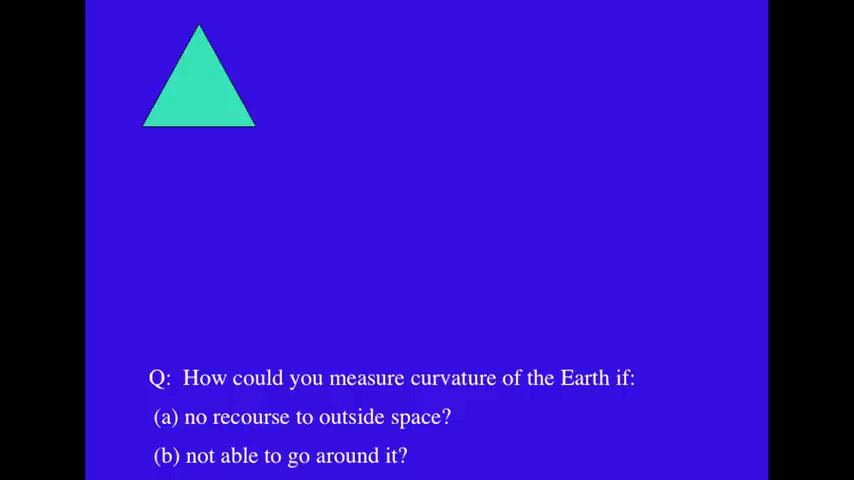 Q: How could you measure curvature of the Earth if:
(a) no recourse to outside space?
(b) not able to go around it?